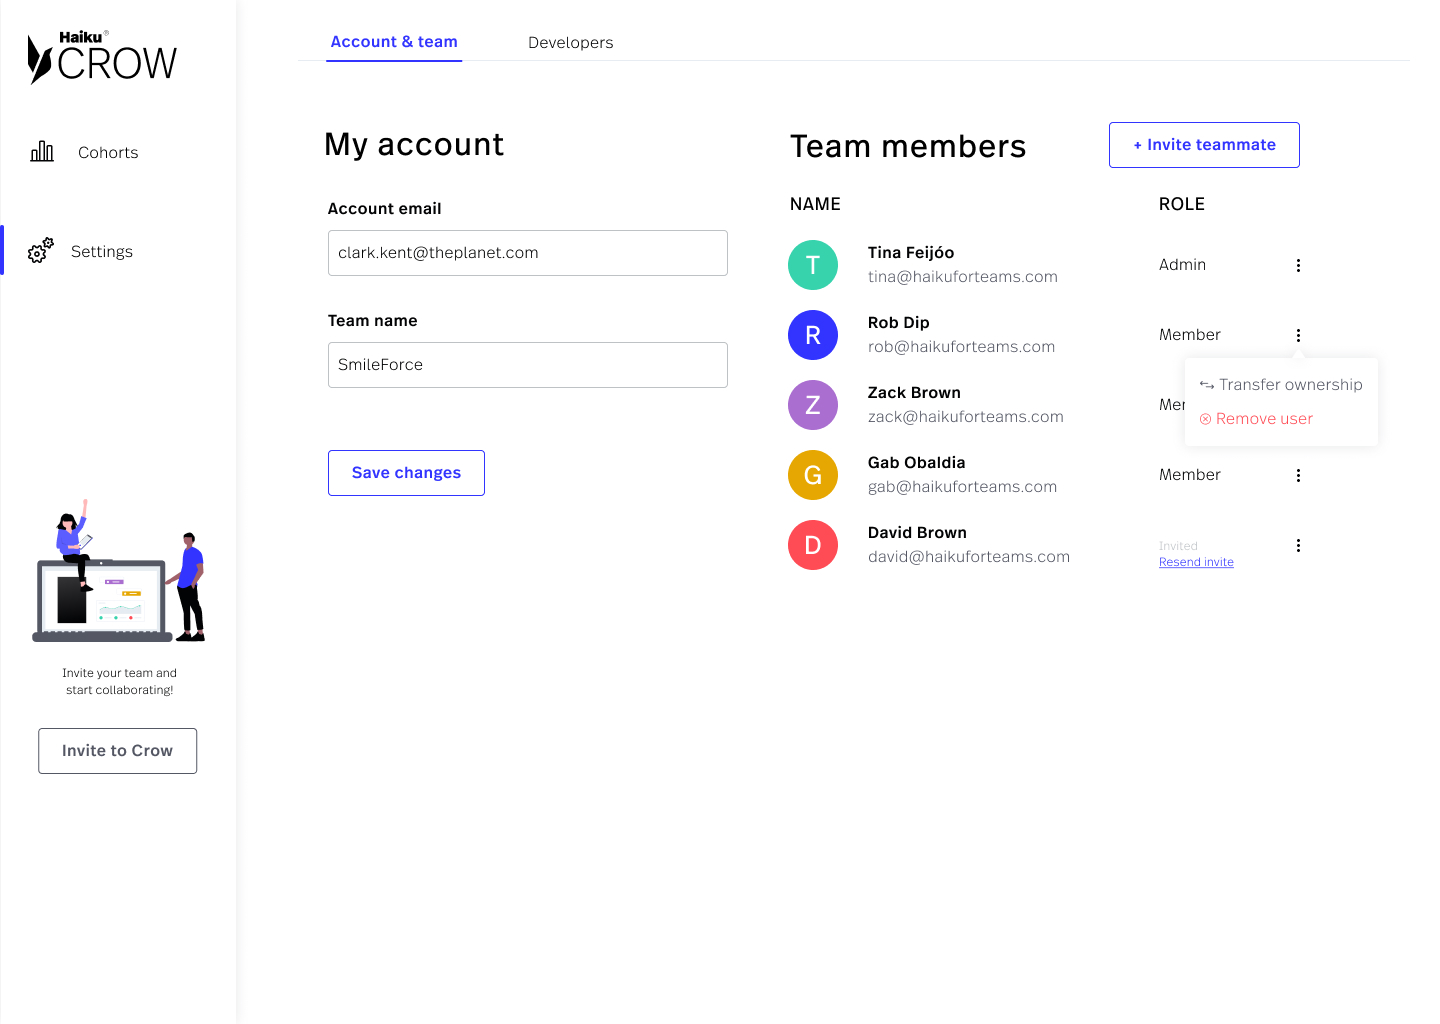 Haiku®
CROW
Cohorts
Settings
Invite your team and
start collaborating!
Invite to Crow
Account & team
Developers
My account
Account email
clark.kent@theplanet.com
Team name
SmileForce
Save changes
Team members
+ Invite teammate
NAME
ROLE
T
Tina Feijóo
tina@haikuforteams.com
Admin
R
Rob Dip
rob@haikuforteams.com
Member
Transfer ownership
Remove user
Z
Zack Brown
zack@haikuforteams.com
Mer
G
Gab Obaldia
gab@haikuforteams.com
Member
D
David Brown
david@haikuforteams.com
Invited
Resend invite